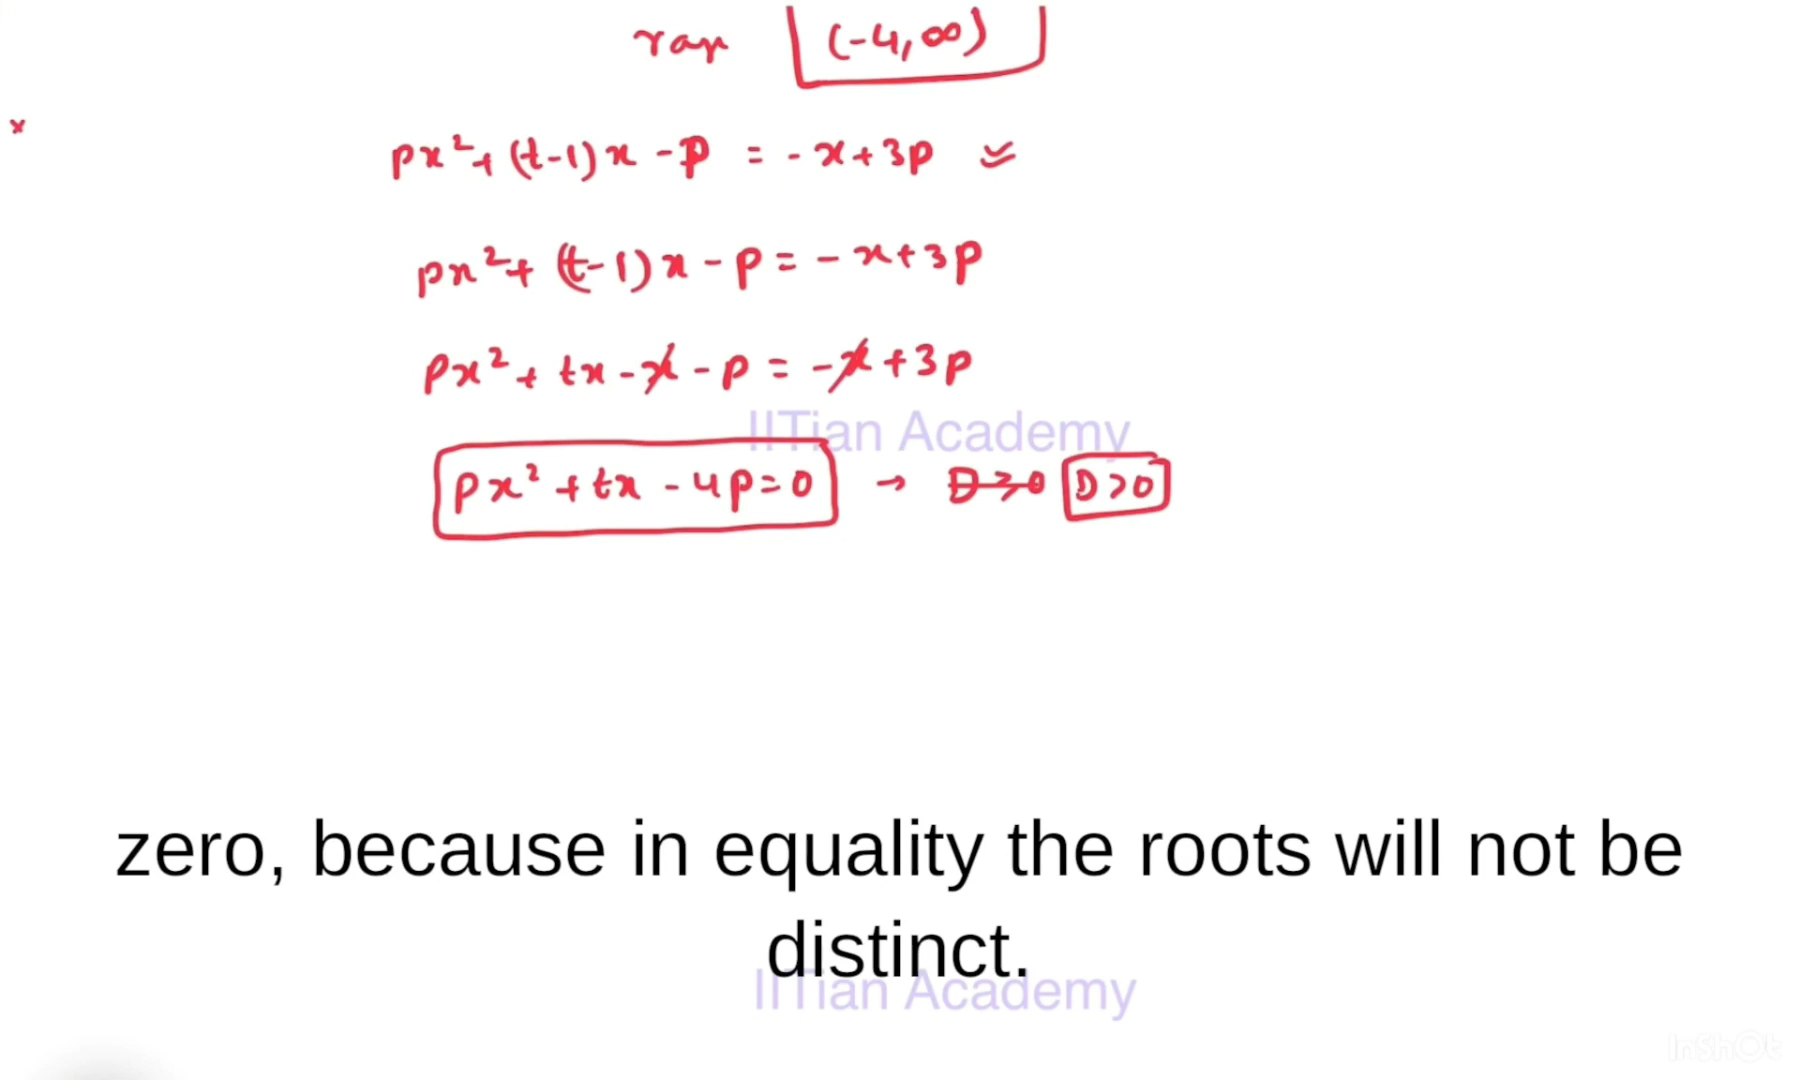 ran (-4, ∞)
×
px²+(t-1)x-p = -x+3p
px²+(t-1)x-p = -x+3p
px²+tx-x-p = -x+3p
IITian Academy
px²+tx-4p=0 → D≥0 D>0
zero, because in equality the roots will not be
distinct.
IITian Academy
InShOt